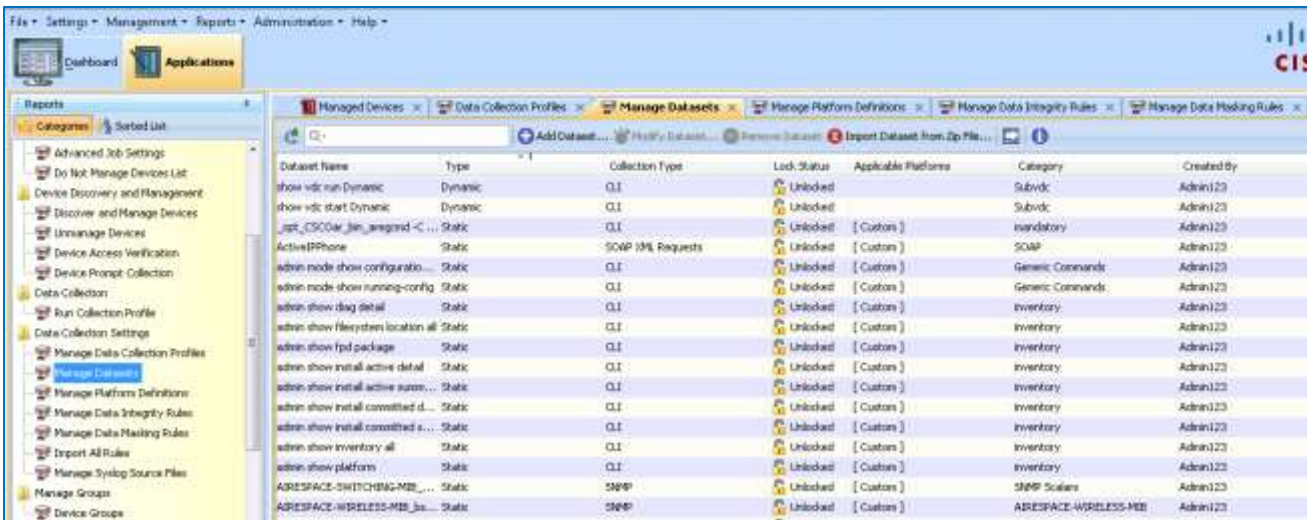 File Settings Management Reports Administration Help
Dashboard Applications
CIS
Reports
Categories Sorted List
Advanced Job Settings
Do Not Manage Devices List
Device Discovery and Management
Discover and Manage Devices
Unmanage Devices
Device Access Verification
Device Prompt Collection
Data Collection
Run Collection Profile
Data Collection Settings
Manage Data Collection Profiles
Manage Datasets
Manage Platform Definitions
Manage Data Integrity Rules
Manage Data Masking Rules
Import All Rules
Manage Syslog Source Files
Manage Groups
Device Groups
Managed Devices Data Collection Profiles Manage Datasets Manage Platform Definitions Manage Data Integrity Rules Manage Data Masking Rules
Add Dataset... Modify Dataset... Remove Dataset Import Dataset from Zip File...
Dataset Name Type Collection Type Lock Status Applicable Platforms Category Created By
show vdc run Dynamic Dynamic CLI Unlocked Subvdc Admin123
show vdc start Dynamic Dynamic CLI Unlocked Subvdc Admin123
_opt_CSCOar_bin_aregcmd -C ... Static CLI Unlocked [ Custom ] mandatory Admin123
ActiveIPPhone Static SOAP XML Requests Unlocked [ Custom ] SOAP Admin123
admin mode show configuratio... Static CLI Unlocked [ Custom ] Generic Commands Admin123
admin mode show running-config Static CLI Unlocked [ Custom ] Generic Commands Admin123
admin show diag detail Static CLI Unlocked [ Custom ] inventory Admin123
admin show filesystem location all Static CLI Unlocked [ Custom ] inventory Admin123
admin show fpd package Static CLI Unlocked [ Custom ] inventory Admin123
admin show install active detail Static CLI Unlocked [ Custom ] inventory Admin123
admin show install active summ... Static CLI Unlocked [ Custom ] inventory Admin123
admin show install committed d... Static CLI Unlocked [ Custom ] inventory Admin123
admin show install committed s... Static CLI Unlocked [ Custom ] inventory Admin123
admin show inventory all Static CLI Unlocked [ Custom ] inventory Admin123
admin show platform Static CLI Unlocked [ Custom ] inventory Admin123
AIRESPACE-SWITCHING-MIB_... Static SNMP Unlocked [ Custom ] SNMP Scalars Admin123
AIRESPACE-WIRELESS-MIB_bs... Static SNMP Unlocked [ Custom ] AIRESPACE-WIRELESS-MIB Admin123